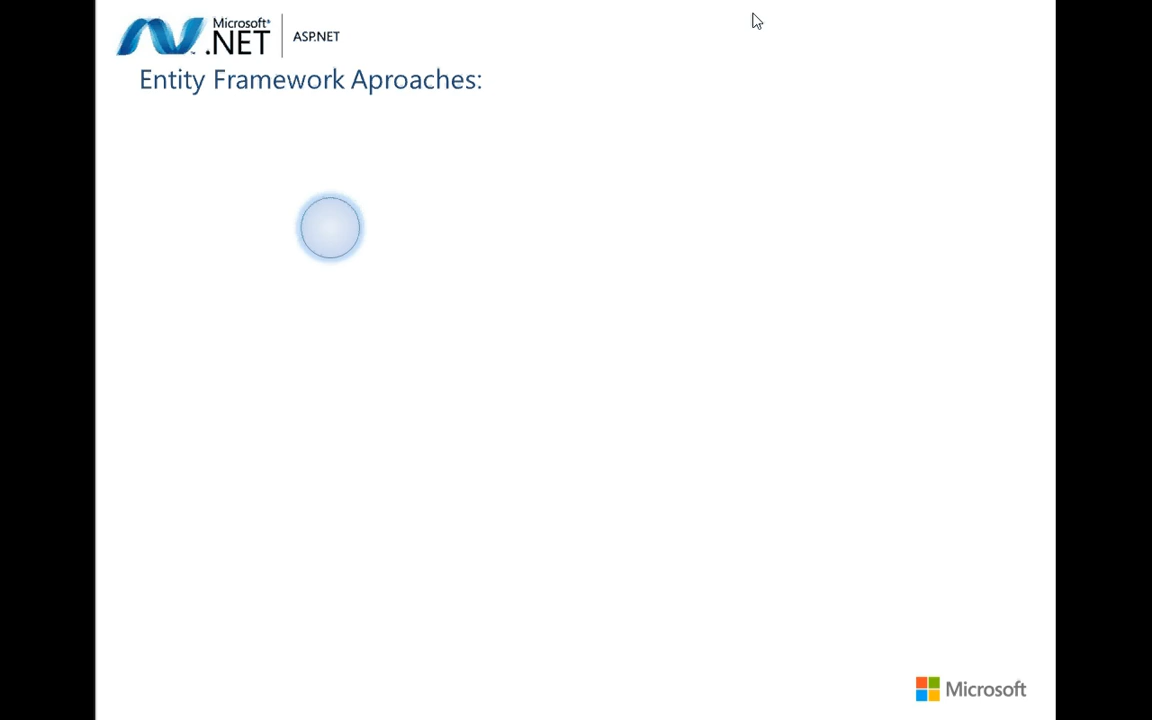 Microsoft®
.NET
ASP.NET
Entity Framework Aproaches:
Microsoft